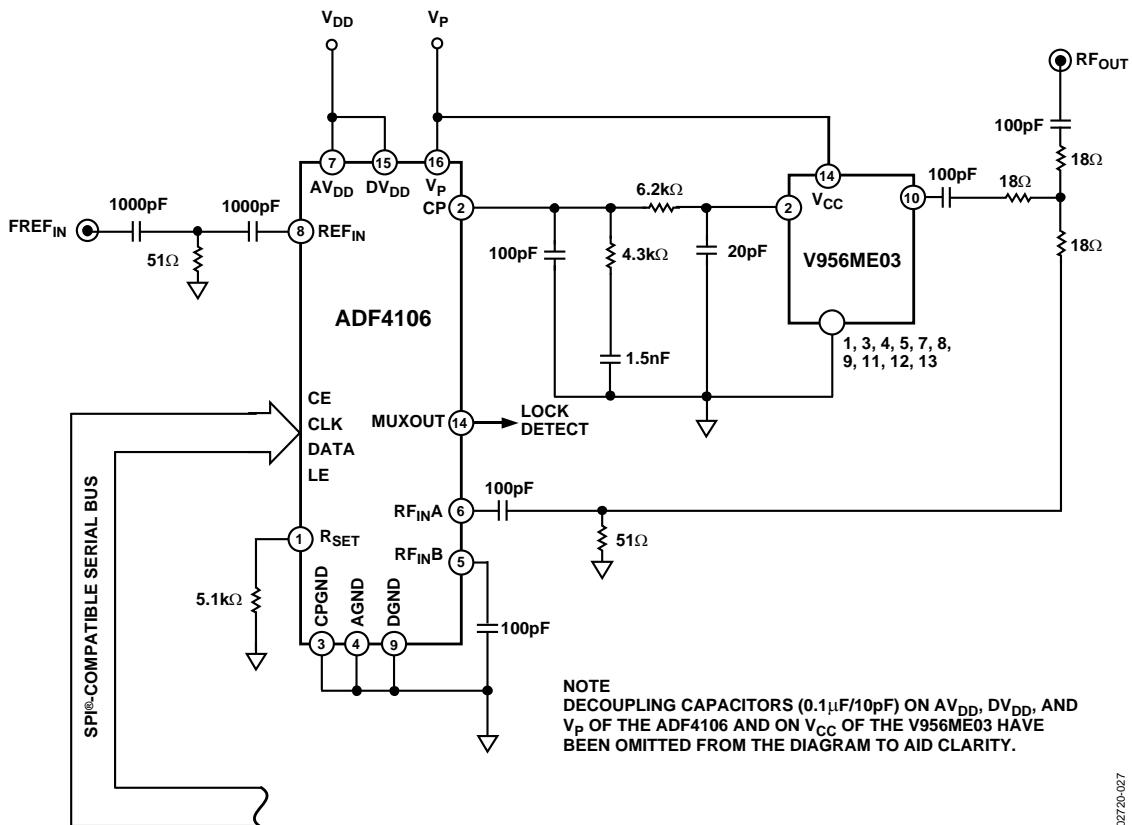 VDD
VP
RFOUT
100pF
18Ω
7
15
16
AVDD
DVDD
VP
14
VCC
10
100pF
18Ω
18Ω
1000pF
1000pF
CP
2
6.2kΩ
2
FREFIN
8
REFIN
51Ω
100pF
4.3kΩ
20pF
V956ME03
ADF4106
1.5nF
1, 3, 4, 5, 7, 8,
9, 11, 12, 13
CE
CLK
DATA
LE
MUXOUT
14
LOCK
DETECT
SPI®-COMPATIBLE SERIAL BUS
100pF
RFINA
6
51Ω
1
RSET
RFINB
5
5.1kΩ
CPGND
AGND
DGND
100pF
3
4
9
NOTE
DECOUPLING CAPACITORS (0.1µF/10pF) ON AVDD, DVDD, AND
VP OF THE ADF4106 AND ON VCC OF THE V956ME03 HAVE
BEEN OMITTED FROM THE DIAGRAM TO AID CLARITY.
02720-027